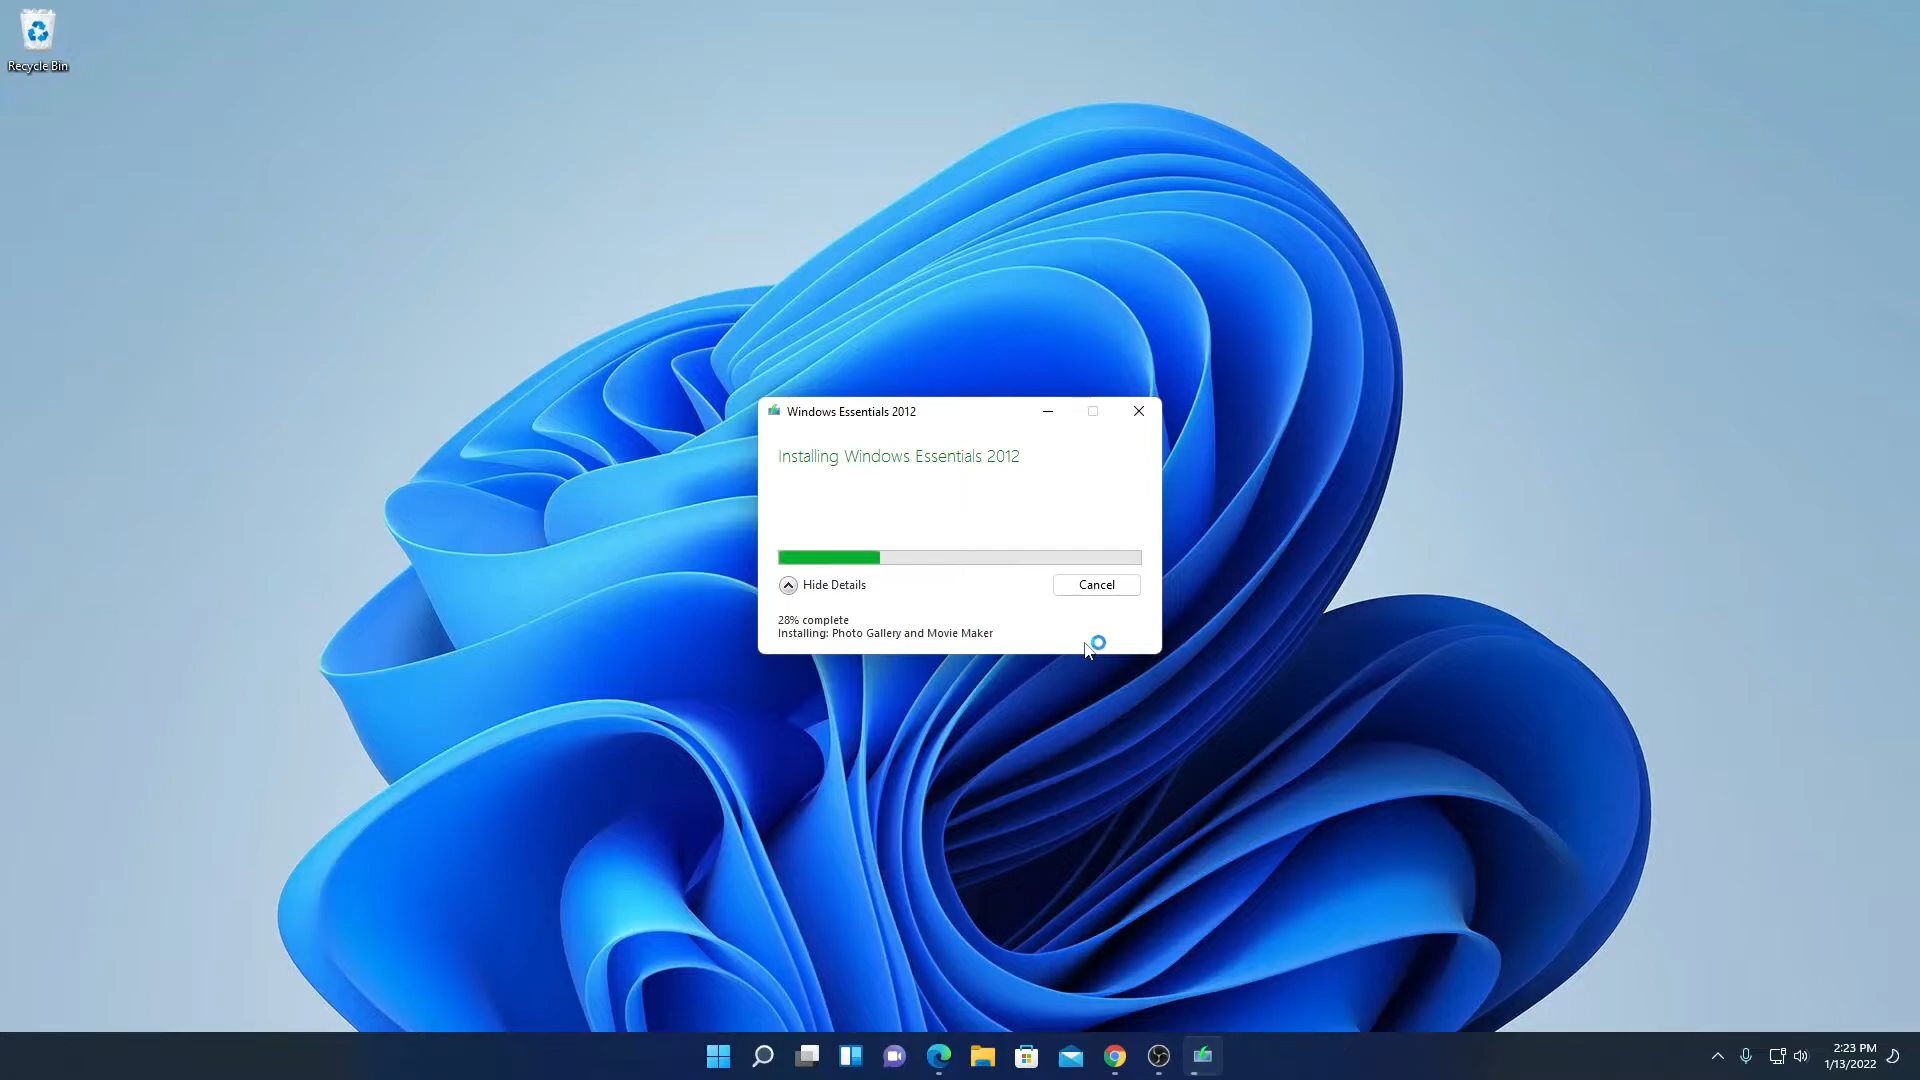 Recycle Bin
Windows Essentials 2012
Installing Windows Essentials 2012
Hide Details
Cancel
28% complete
Installing: Photo Gallery and Movie Maker
2:23 PM
1/13/2022